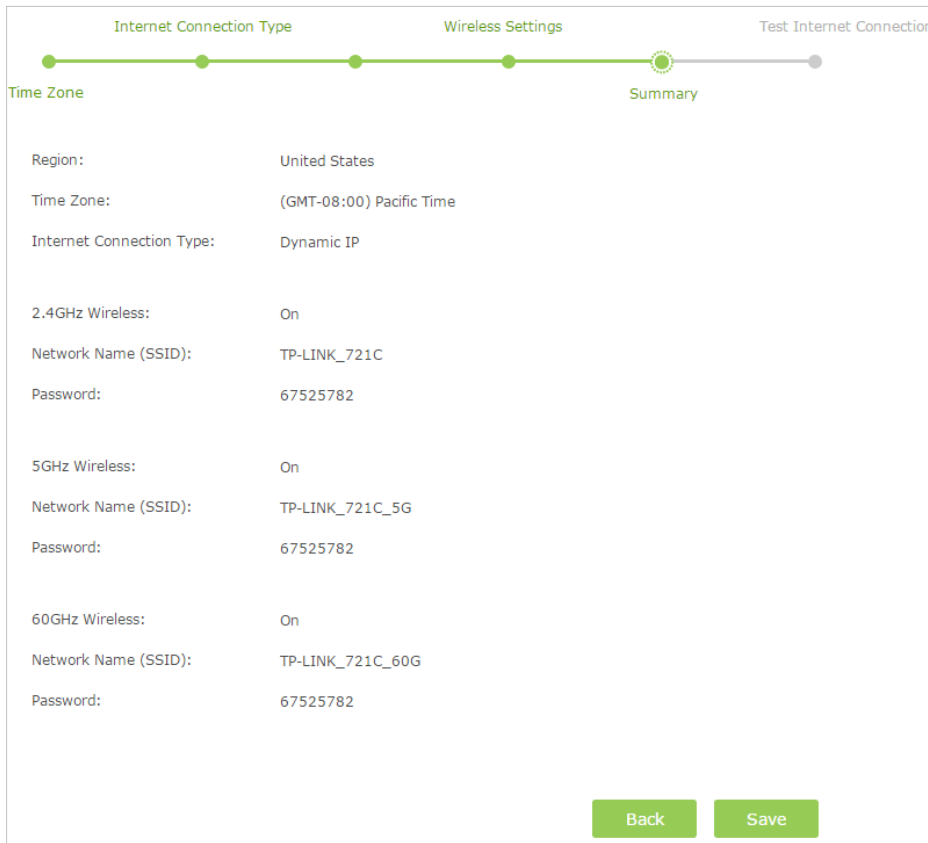 Internet Connection Type Wireless Settings Test Internet Connection
Time Zone Summary
Region: United States
Time Zone: (GMT-08:00) Pacific Time
Internet Connection Type: Dynamic IP
2.4GHz Wireless: On
Network Name (SSID): TP-LINK_721C
Password: 67525782
5GHz Wireless: On
Network Name (SSID): TP-LINK_721C_5G
Password: 67525782
60GHz Wireless: On
Network Name (SSID): TP-LINK_721C_60G
Password: 67525782
Back Save